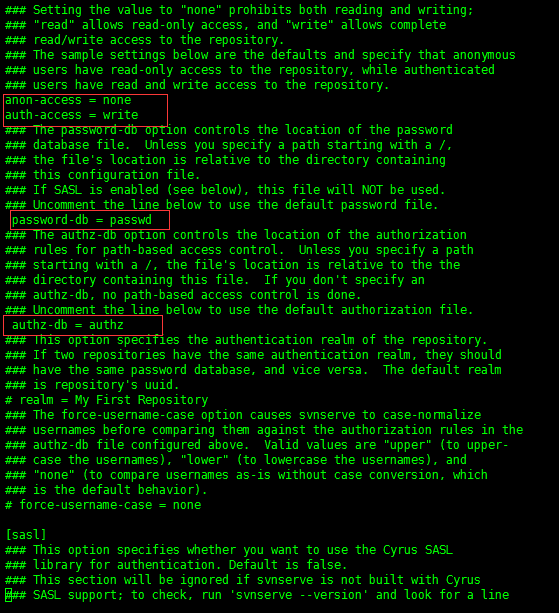 ### Setting the value to "none" prohibits both reading and writing;
### "read" allows read-only access, and "write" allows complete
### read/write access to the repository.
### The sample settings below are the defaults and specify that anonymous
### users have read-only access to the repository, while authenticated
### users have read and write access to the repository.
anon-access = none
auth-access = write
### The password-db option controls the location of the password
### database file.  Unless you specify a path starting with a /,
### the file's location is relative to the directory containing
### this configuration file.
### If SASL is enabled (see below), this file will NOT be used.
### Uncomment the line below to use the default password file.
 password-db = passwd
### The authz-db option controls the location of the authorization
### rules for path-based access control.  Unless you specify a path
### starting with a /, the file's location is relative to the the
### directory containing this file.  If you don't specify an
### authz-db, no path-based access control is done.
### Uncomment the line below to use the default authorization file.
 authz-db = authz
### This option specifies the authentication realm of the repository.
### If two repositories have the same authentication realm, they should
### have the same password database, and vice versa.  The default realm
### is repository's uuid.
# realm = My First Repository
### The force-username-case option causes svnserve to case-normalize
### usernames before comparing them against the authorization rules in the
### authz-db file configured above.  Valid values are "upper" (to upper-
### case the usernames), "lower" (to lowercase the usernames), and
### "none" (to compare usernames as-is without case conversion, which
### is the default behavior).
# force-username-case = none

[sasl]
### This option specifies whether you want to use the Cyrus SASL
### library for authentication. Default is false.
### This section will be ignored if svnserve is not built with Cyrus
### SASL support; to check, run 'svnserve --version' and look for a line